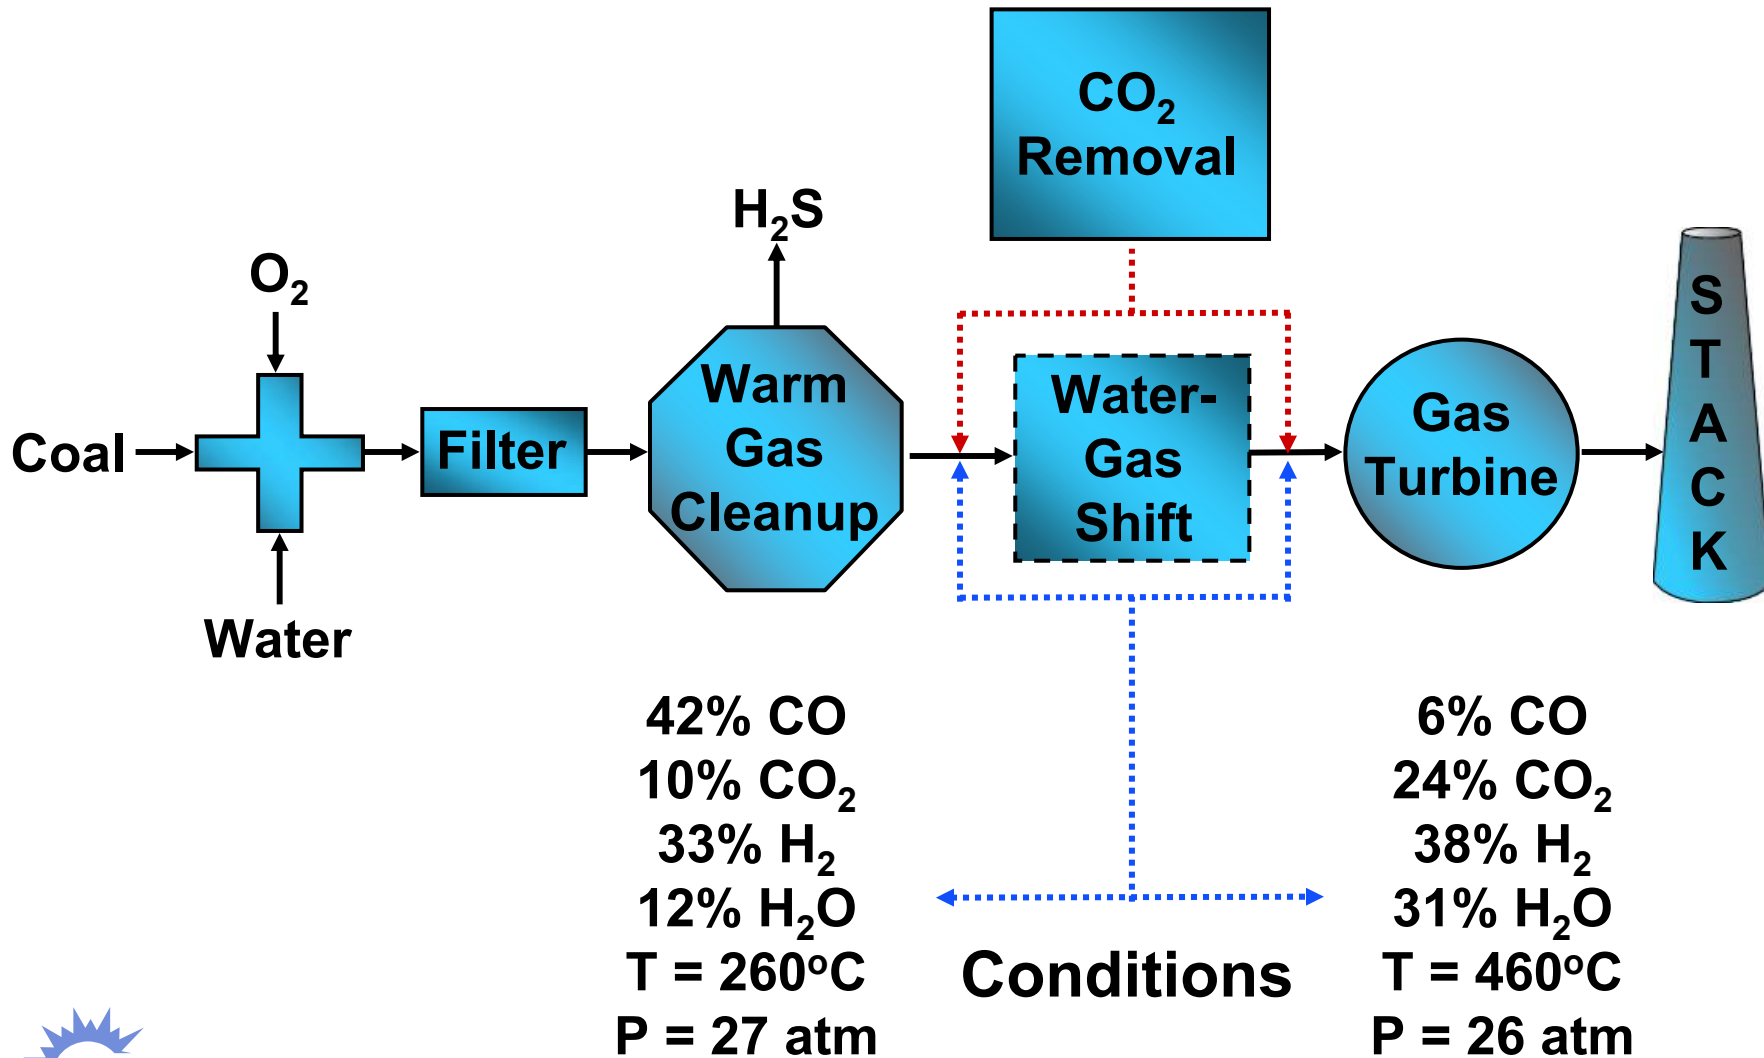 CO₂
Removal
H₂S
O₂
Coal
Filter
Warm
Gas
Cleanup
Water-
Gas
Shift
Gas
Turbine
S
T
A
C
K
Water
42% CO
10% CO₂
33% H₂
12% H₂O
T = 260ºC
P = 27 atm
Conditions
6% CO
24% CO₂
38% H₂
31% H₂O
T = 460ºC
P = 26 atm